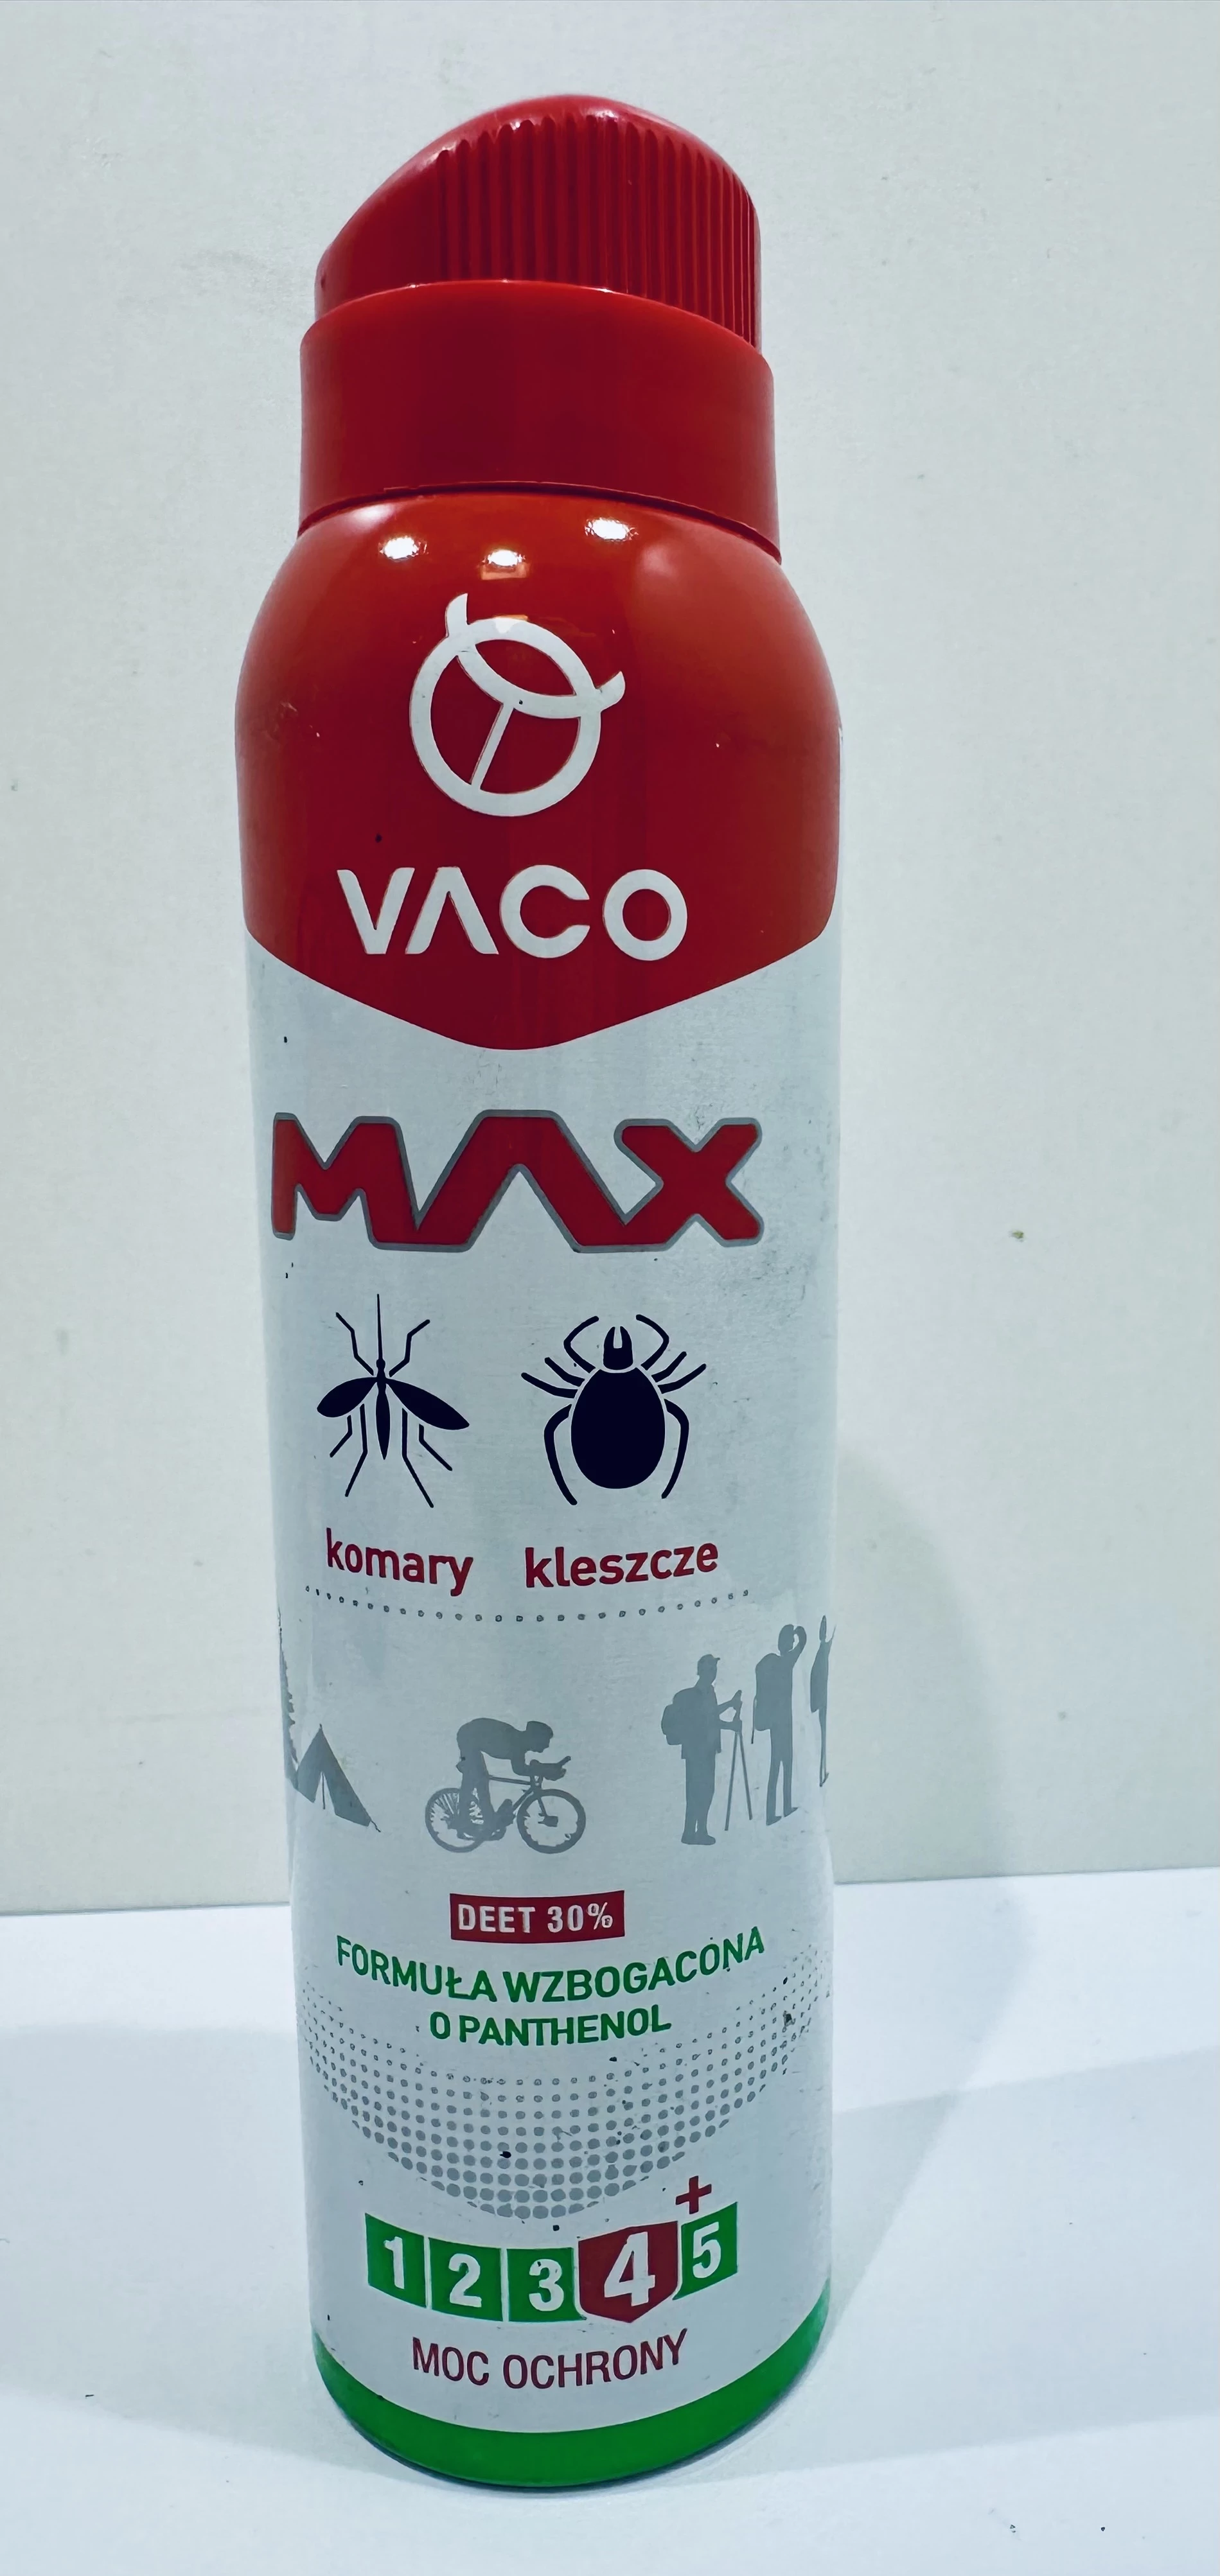 VACO
MAX
komary kleszcze
DEET 30%
FORMUŁA WZBOGACONA
O PANTHENOL
1 2 3 4 5 +
MOC OCHRONY